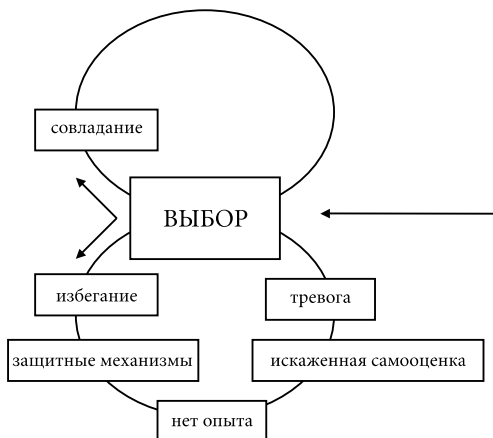 совладание
ВЫБОР
избегание
тревога
защитные механизмы
искаженная самооценка
нет опыта